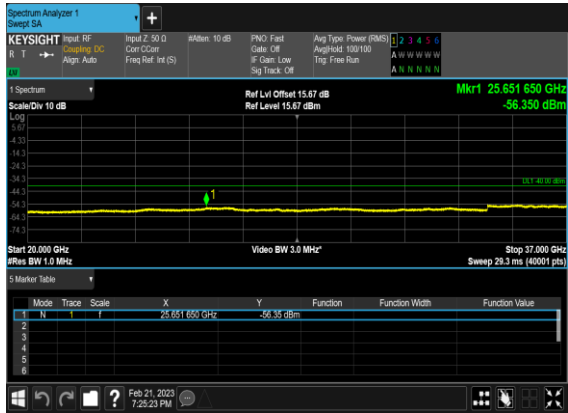 Spectrum Analyzer 1
Swept SA
+
KEYSIGHT Input: RF Input Z: 50 Ω #Atten: 10 dB PNO: Fast Avg Type: Power (RMS) 1 2 3 4 5 6
R T Coupling: DC Corr CCorr Gate: Off Avg|Hold: 100/100 A W W W W W
Align: Auto Freq Ref: Int (S) IF Gain: Low Trig: Free Run
Sig Track: Off A N N N N N
1 Spectrum
Ref Lvl Offset 15.67 dB Mkr1 25.651 650 GHz
Scale/Div 10 dB Ref Level 15.67 dBm -56.350 dBm
Log
5.67
-4.33
-14.3
-24.3
-34.3
-44.3
-54.3
-64.3
-74.3
1
Start 20.000 GHz Video BW 3.0 MHz* Stop 37.000 GHz
#Res BW 1.0 MHz Sweep 29.3 ms (40001 pts)
5 Marker Table
Mode Trace Scale X Y Function Function Width Function Value
1 N 1 f 25.651 650 GHz -56.35 dBm
2
3
4
5
6
? Feb 21, 2023
7:25:23 PM